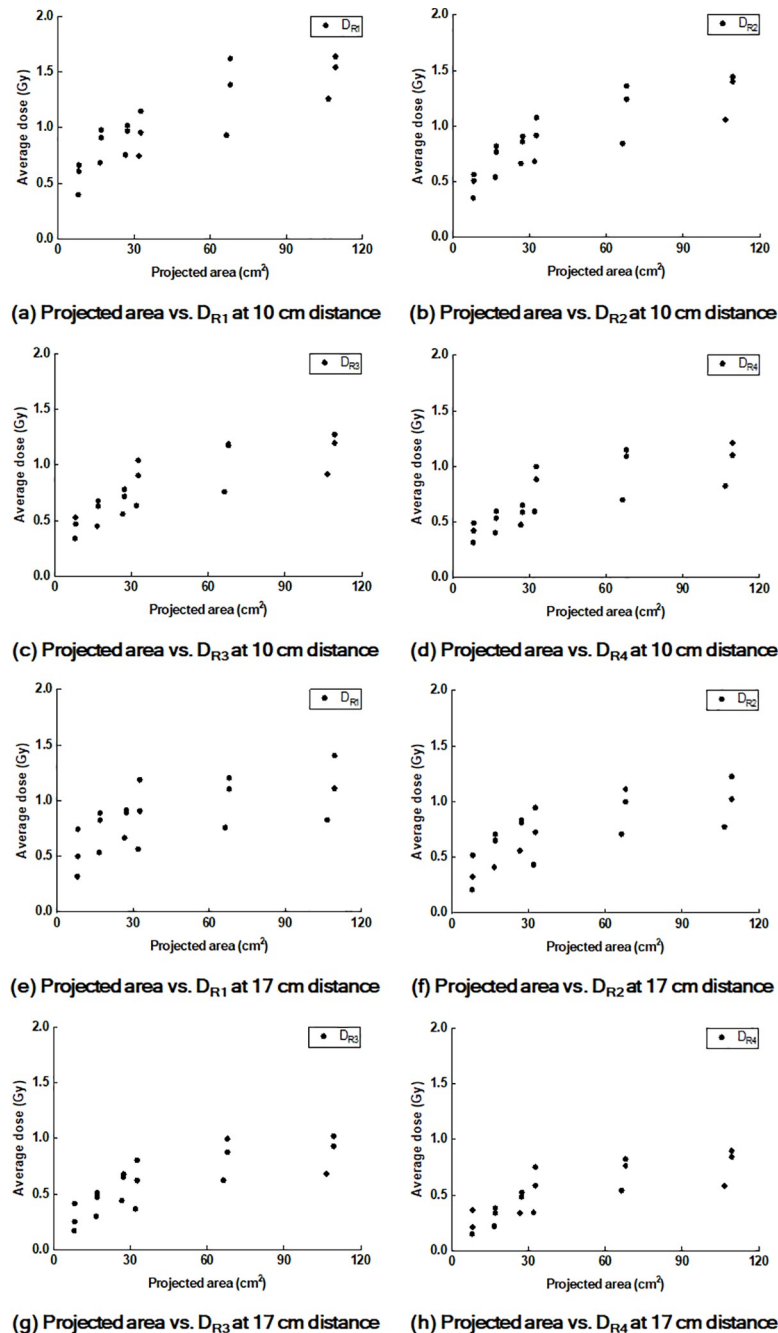 2.0
D_R1
1.5
1.0
0.5
0.0
Average dose (Gy)
0 30 60 90 120
Projected area (cm²)
(a) Projected area vs. D_R1 at 10 cm distance
2.0
D_R2
1.5
1.0
0.5
0.0
Average dose (Gy)
0 30 60 90 120
Projected area (cm²)
(b) Projected area vs. D_R2 at 10 cm distance
2.0
D_R3
1.5
1.0
0.5
0.0
Average dose (Gy)
0 30 60 90 120
Projected area (cm²)
(c) Projected area vs. D_R3 at 10 cm distance
2.0
D_R4
1.5
1.0
0.5
0.0
Average dose (Gy)
0 30 60 90 120
Projected area (cm²)
(d) Projected area vs. D_R4 at 10 cm distance
2.0
D_R1
1.5
1.0
0.5
0.0
Average dose (Gy)
0 30 60 90 120
Projected area (cm²)
(e) Projected area vs. D_R1 at 17 cm distance
2.0
D_R2
1.5
1.0
0.5
0.0
Average dose (Gy)
0 30 60 90 120
Projected area (cm²)
(f) Projected area vs. D_R2 at 17 cm distance
2.0
D_R3
1.5
1.0
0.5
0.0
Average dose (Gy)
0 30 60 90 120
Projected area (cm²)
(g) Projected area vs. D_R3 at 17 cm distance
2.0
D_R4
1.5
1.0
0.5
0.0
Average dose (Gy)
0 30 60 90 120
Projected area (cm²)
(h) Projected area vs. D_R4 at 17 cm distance